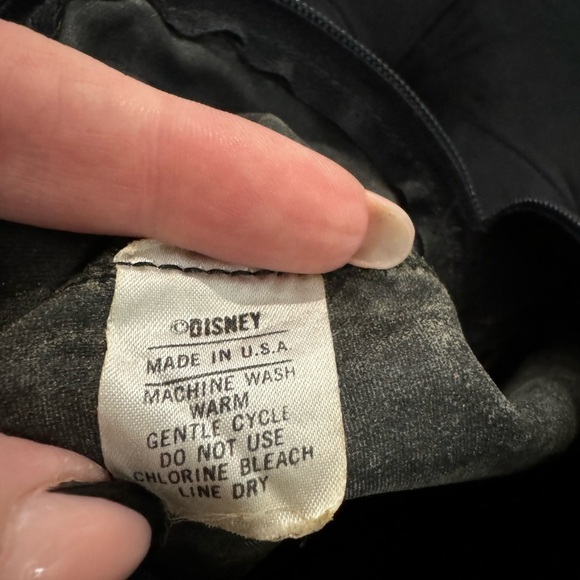 ©DISNEY
MADE IN U.S.A.
MACHINE WASH
WARM
GENTLE CYCLE
DO NOT USE
CHLORINE BLEACH
LINE DRY